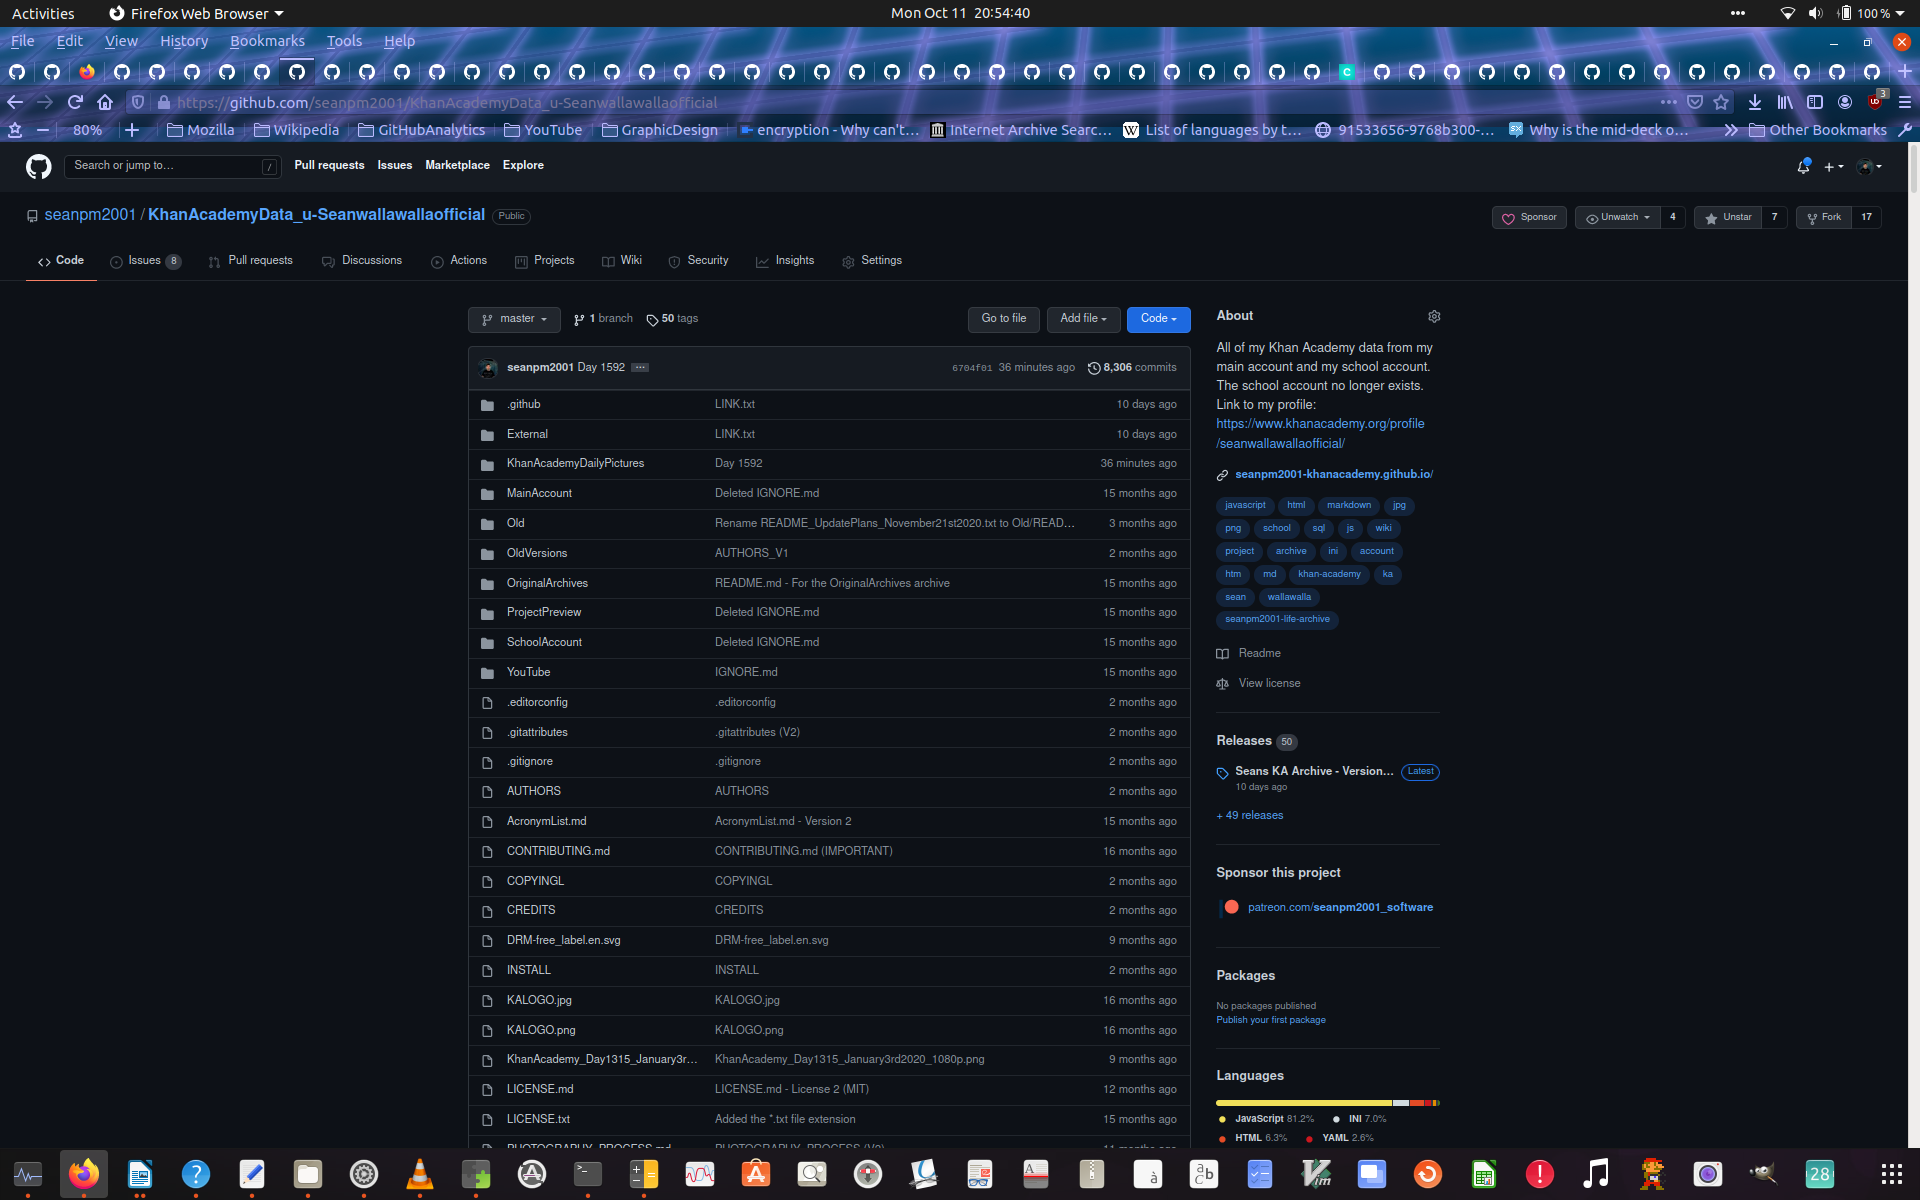 Activities Firefox Web Browser Mon Oct 11 20:54:40 100 %
File Edit View History Bookmarks Tools Help
https://github.com/seanpm2001/KhanAcademyData_u-Seanwallawallaofficial 3
80% Mozilla Wikipedia GitHubAnalytics YouTube GraphicDesign encryption - Why can't… Internet Archive Searc… List of languages by t… 91533656-9768b300-… Why is the mid-deck o… Other Bookmarks
Search or jump to… / Pull requests Issues Marketplace Explore
seanpm2001 / KhanAcademyData_u-Seanwallawallaofficial Public Sponsor Unwatch 4 Unstar 7 Fork 17
Code Issues 8 Pull requests Discussions Actions Projects Wiki Security Insights Settings
master 1 branch 50 tags Go to file Add file Code
seanpm2001 Day 1592 ... 6704f01 36 minutes ago 8,306 commits
.github LINK.txt 10 days ago
External LINK.txt 10 days ago
KhanAcademyDailyPictures Day 1592 36 minutes ago
MainAccount Deleted IGNORE.md 15 months ago
Old Rename README_UpdatePlans_November21st2020.txt to Old/READ… 3 months ago
OldVersions AUTHORS_V1 2 months ago
OriginalArchives README.md - For the OriginalArchives archive 15 months ago
ProjectPreview Deleted IGNORE.md 15 months ago
SchoolAccount Deleted IGNORE.md 15 months ago
YouTube IGNORE.md 15 months ago
.editorconfig .editorconfig 2 months ago
.gitattributes .gitattributes (V2) 2 months ago
.gitignore .gitignore 2 months ago
AUTHORS AUTHORS 2 months ago
AcronymList.md AcronymList.md - Version 2 15 months ago
CONTRIBUTING.md CONTRIBUTING.md (IMPORTANT) 16 months ago
COPYINGL COPYINGL 2 months ago
CREDITS CREDITS 2 months ago
DRM-free_label.en.svg DRM-free_label.en.svg 9 months ago
INSTALL INSTALL 2 months ago
KALOGO.jpg KALOGO.jpg 16 months ago
KALOGO.png KALOGO.png 16 months ago
KhanAcademy_Day1315_January3r… KhanAcademy_Day1315_January3rd2020_1080p.png 9 months ago
LICENSE.md LICENSE.md - License 2 (MIT) 12 months ago
LICENSE.txt Added the *.txt file extension 15 months ago
About
All of my Khan Academy data from my
main account and my school account.
The school account no longer exists.
Link to my profile:
https://www.khanacademy.org/profile
/seanwallawallaofficial/
seanpm2001-khanacademy.github.io/
javascript html markdown jpg
png school sql js wiki
project archive ini account
htm md khan-academy ka
sean wallawalla
seanpm2001-life-archive
Readme
View license
Releases 50
Seans KA Archive - Version… Latest
10 days ago
+ 49 releases
Sponsor this project
patreon.com/seanpm2001_software
Packages
No packages published
Publish your first package
Languages
JavaScript 81.2% INI 7.0%
HTML 6.3% YAML 2.6%
28